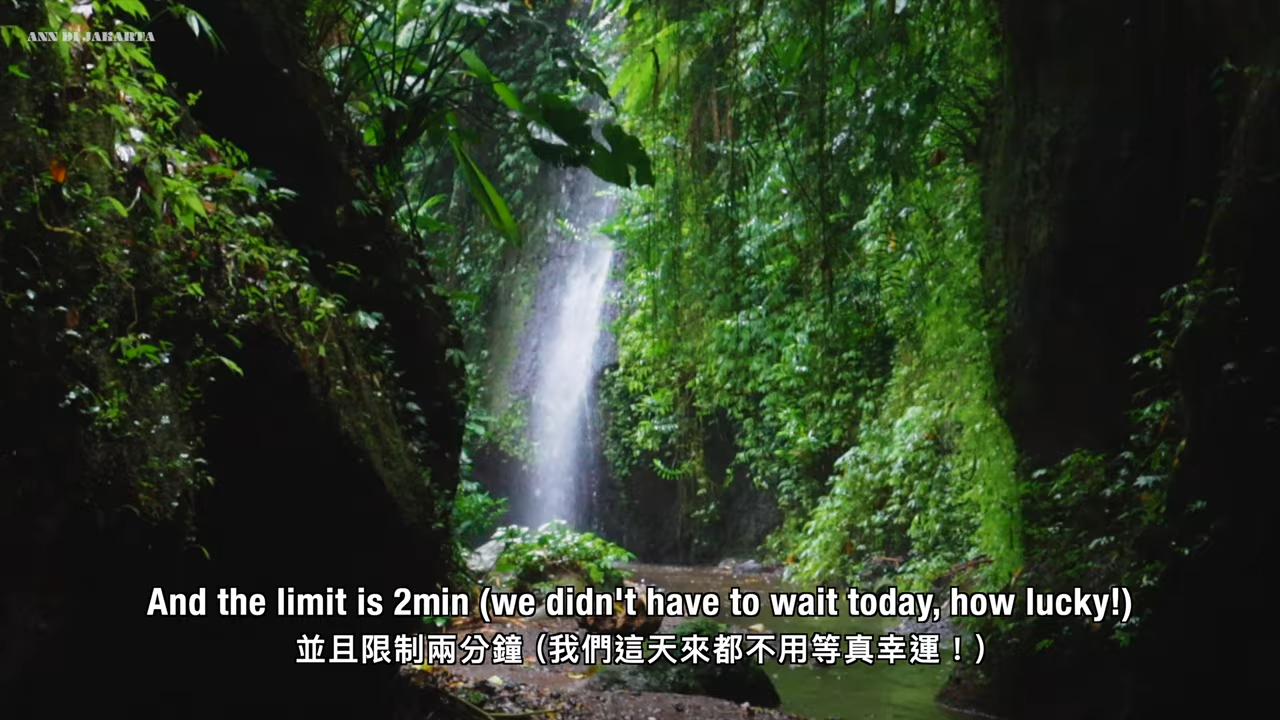 ANN DI JAKARTA
And the limit is 2min (we didn't have to wait today, how lucky!)
並且限制兩分鐘 (我們這天來都不用等真幸運！)